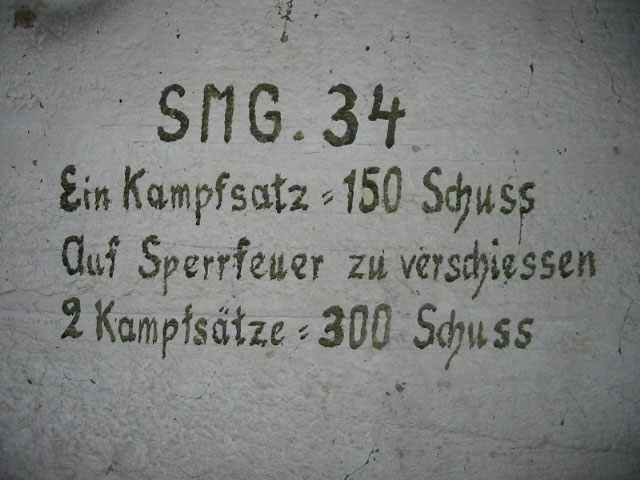 SMG. 34
Ein Kampfsatz = 150 Schuss
Auf Sperrfeuer zu verschiessen
2 Kampfsätze = 300 Schuss